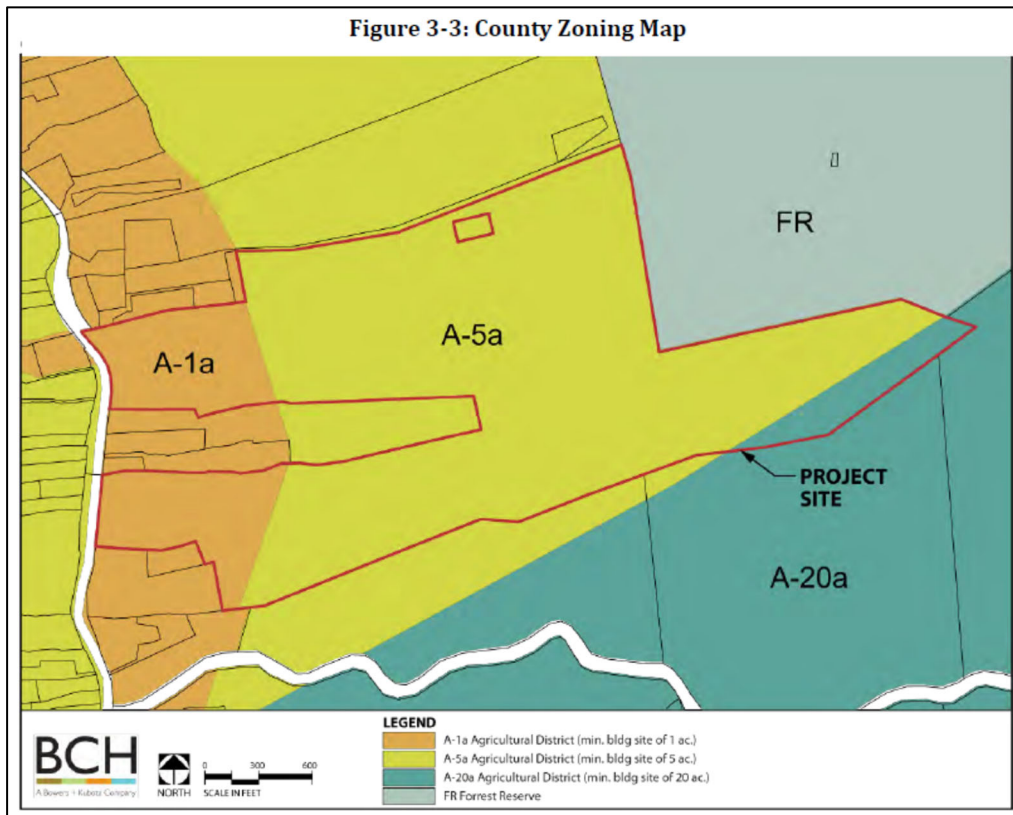 Figure 3-3: County Zoning Map
FR
A-5a
A-1a
PROJECT
SITE
A-20a
LEGEND
A-1a Agricultural District (min. bldg site of 1 ac.)
A-5a Agricultural District (min. bldg site of 5 ac.)
A-20a Agricultural District (min. bldg site of 20 ac.)
FR Forrest Reserve
BCH
A Bowers + Kubota Company
NORTH
0 300 600
SCALE IN FEET